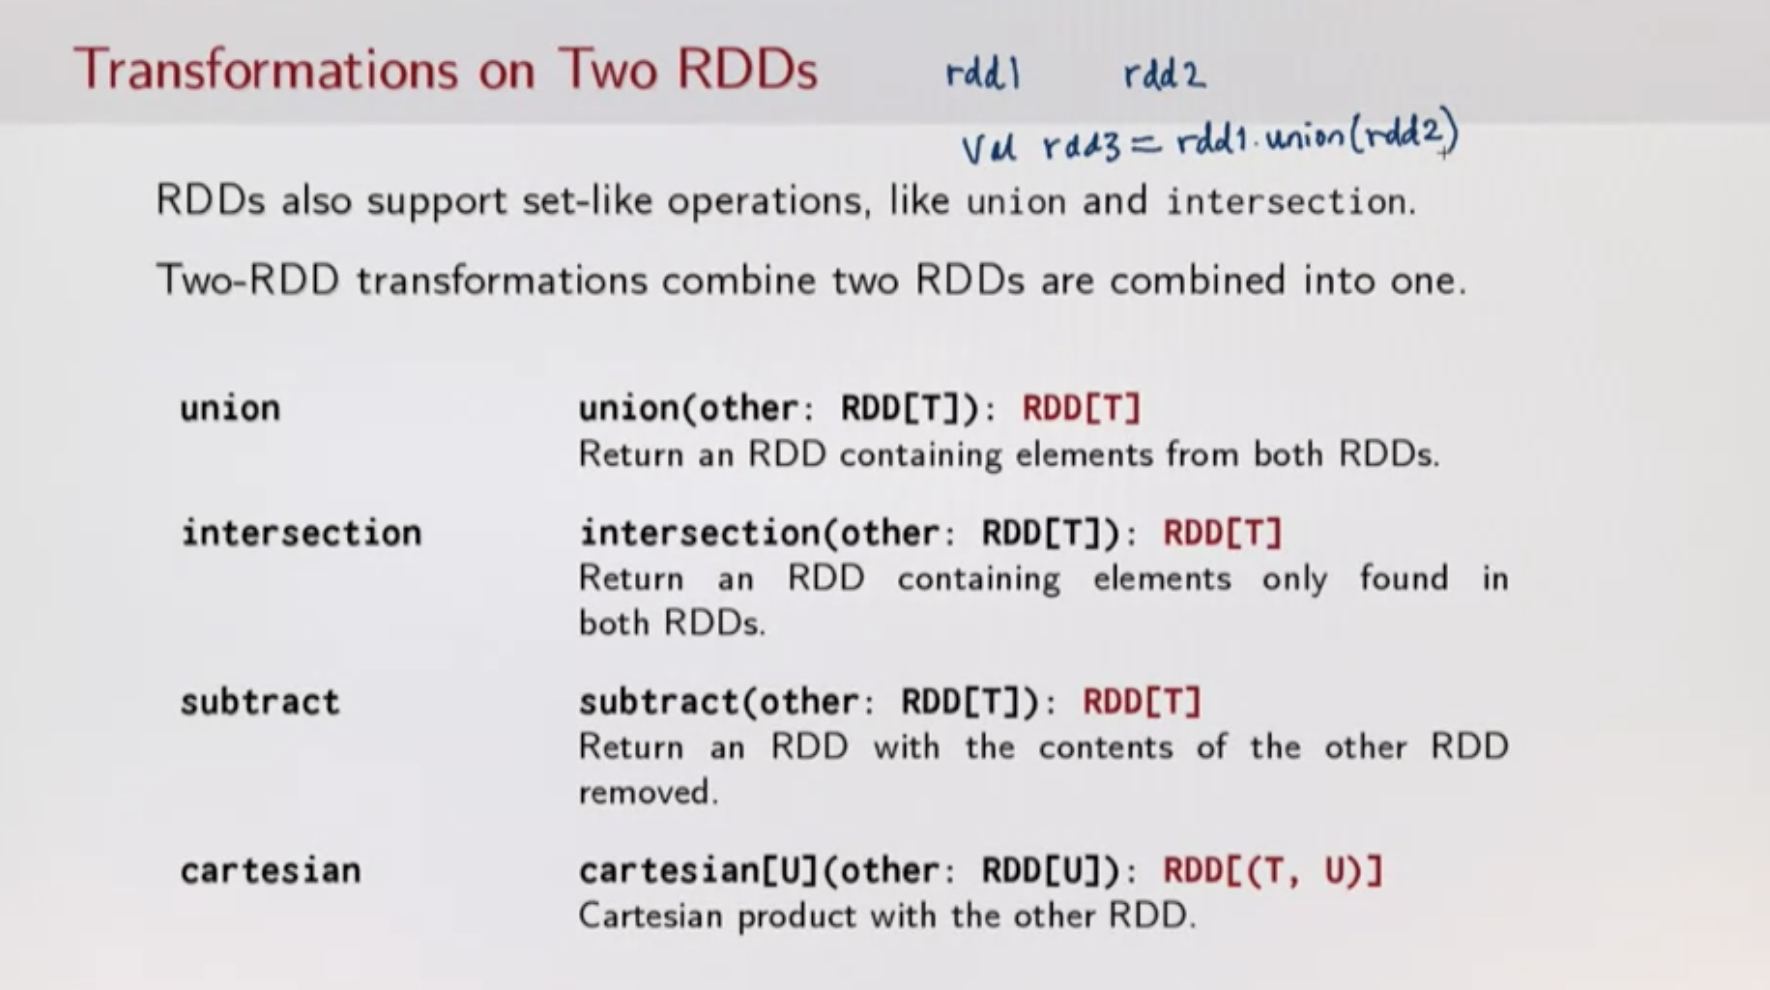 Transformations on Two RDDs
rdd1 rdd2
Val rdd3 = rdd1.union(rdd2)
RDDs also support set-like operations, like union and intersection.
Two-RDD transformations combine two RDDs are combined into one.
union
union(other: RDD[T]): RDD[T]
Return an RDD containing elements from both RDDs.
intersection
intersection(other: RDD[T]): RDD[T]
Return an RDD containing elements only found in
both RDDs.
subtract
subtract(other: RDD[T]): RDD[T]
Return an RDD with the contents of the other RDD
removed.
cartesian
cartesian[U](other: RDD[U]): RDD[(T, U)]
Cartesian product with the other RDD.